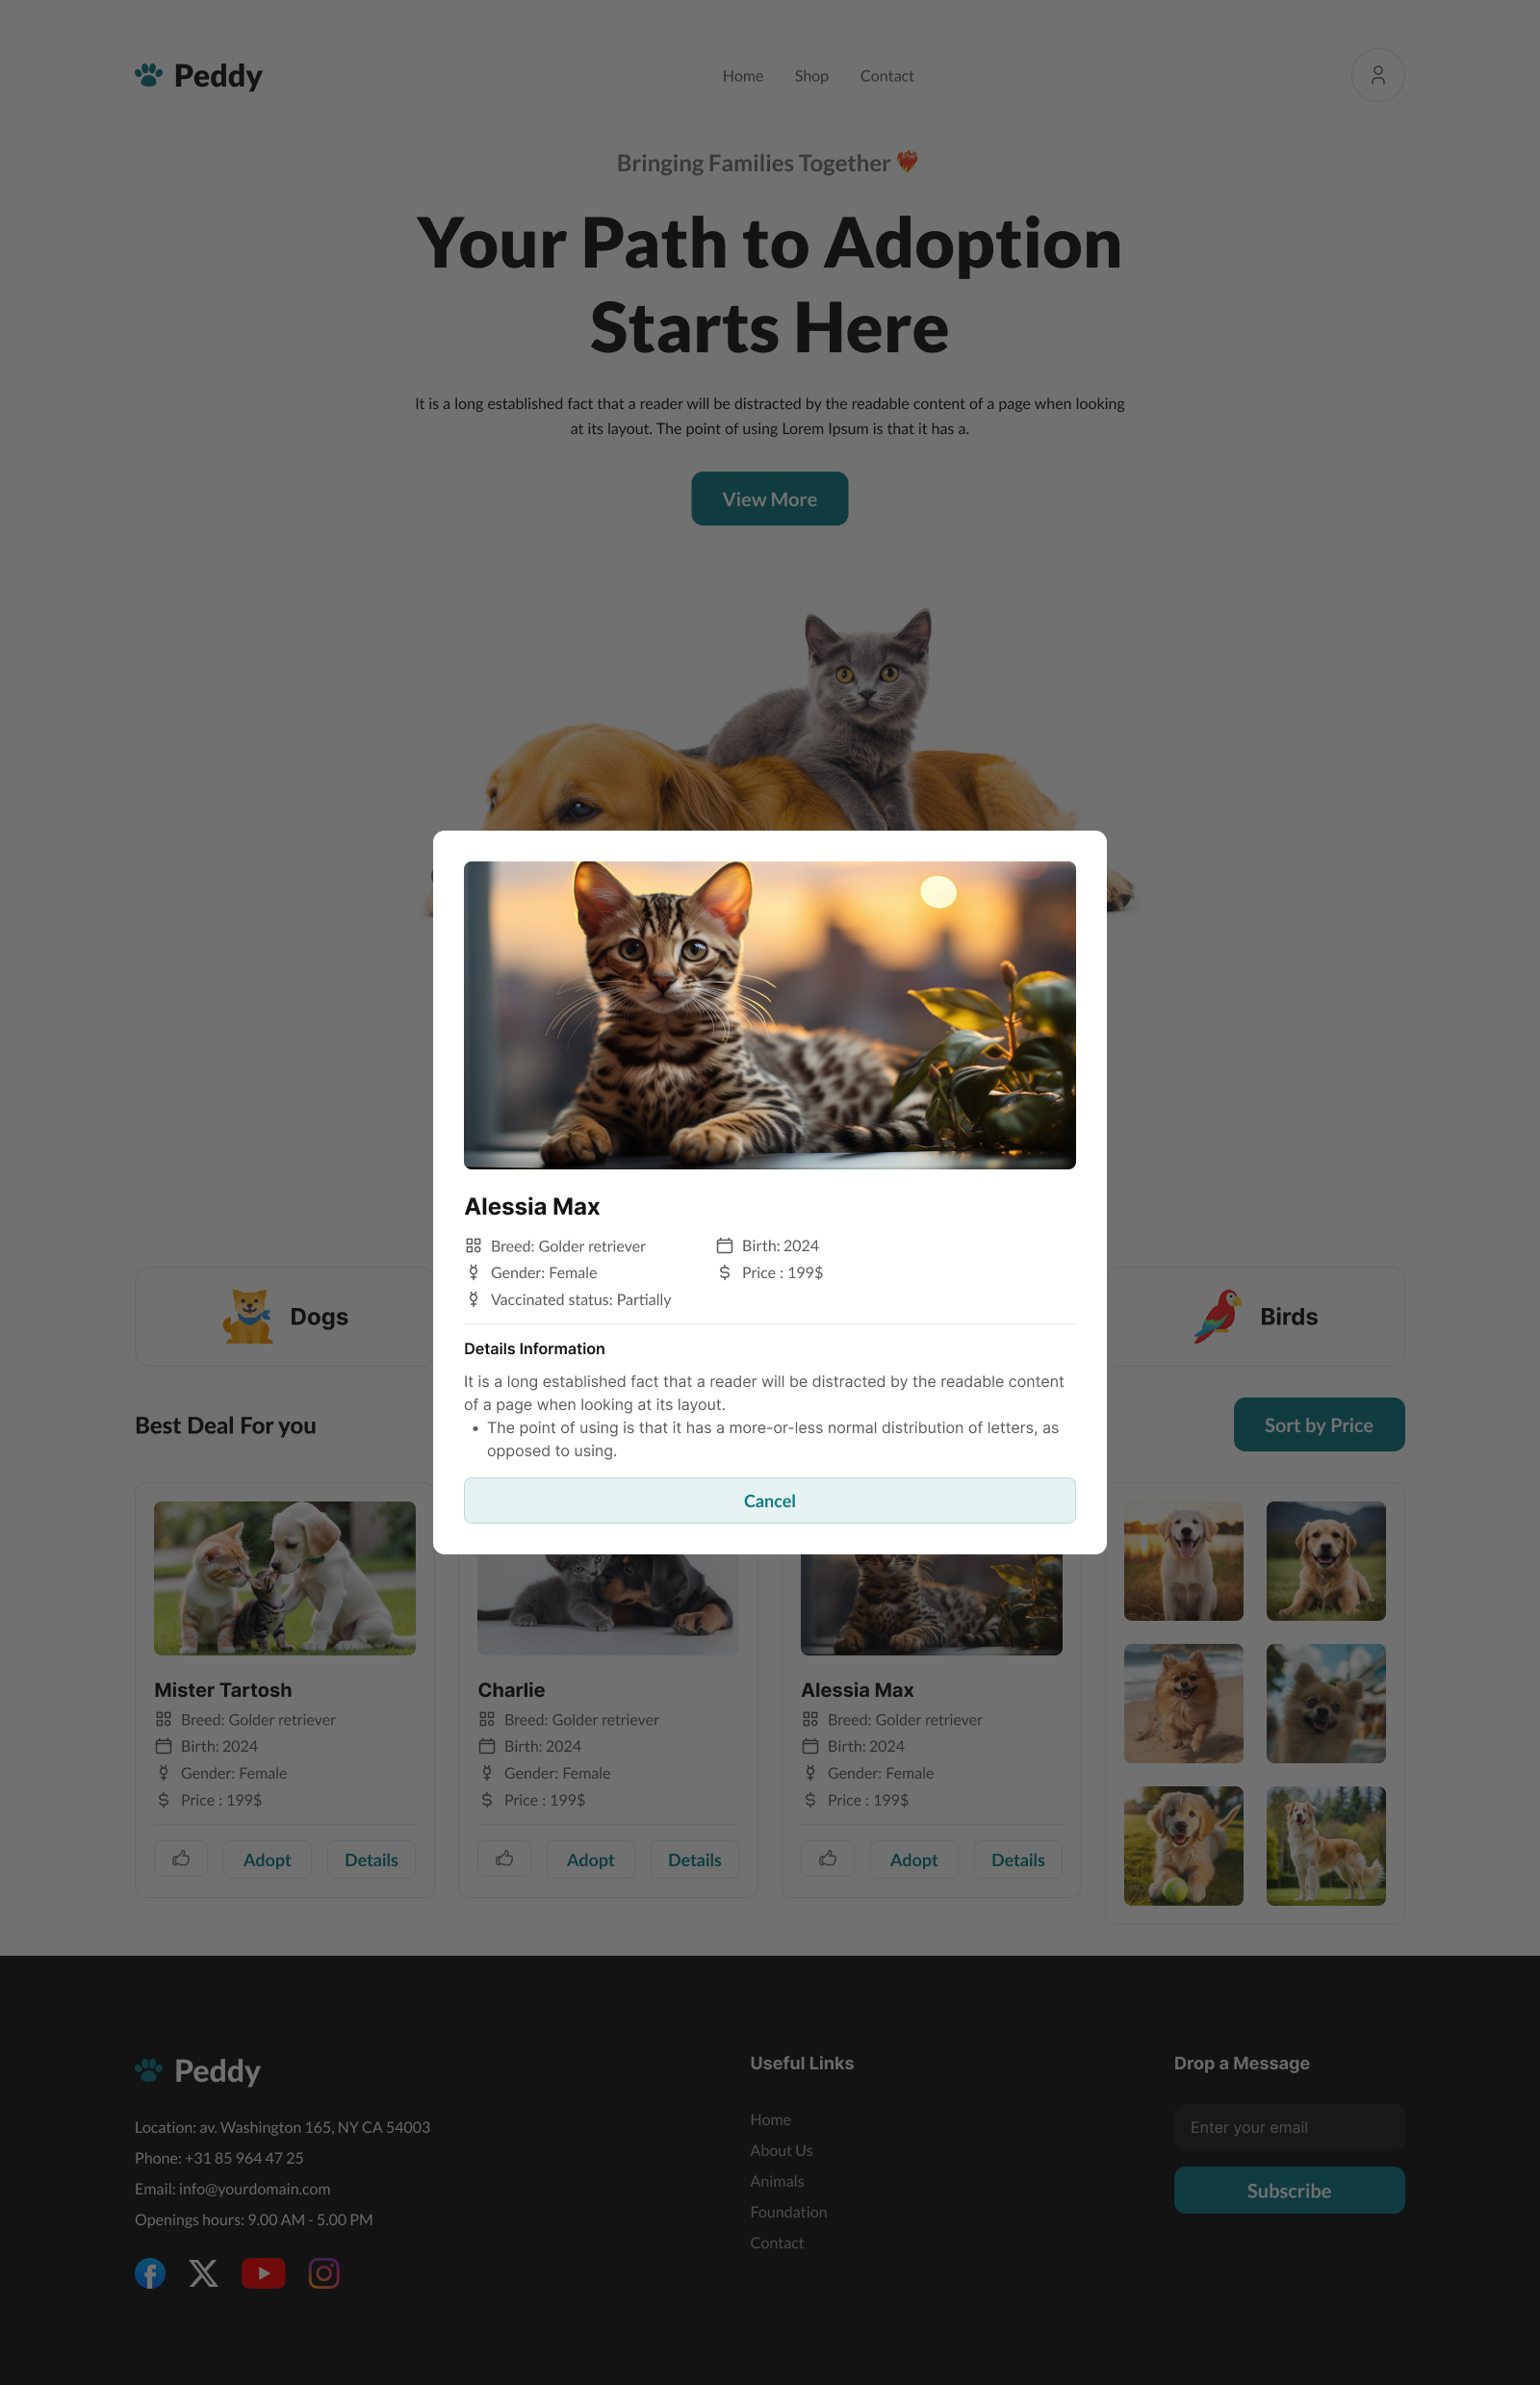 Peddy
Home
Shop
Contact
Bringing Families Together
Your Path to Adoption
Starts Here
It is a long established fact that a reader will be distracted by the readable content of a page when looking
at its layout. The point of using Lorem Ipsum is that it has a.
View More
Alessia Max
Breed: Golder retriever
Birth: 2024
Gender: Female
Price : 199$
Vaccinated status: Partially
Details Information
It is a long established fact that a reader will be distracted by the readable content
of a page when looking at its layout.
• The point of using is that it has a more-or-less normal distribution of letters, as
opposed to using.
Cancel
Dogs
Birds
Best Deal For you
Sort by Price
Mister Tartosh
Breed: Golder retriever
Birth: 2024
Gender: Female
Price : 199$
Adopt
Details
Charlie
Breed: Golder retriever
Birth: 2024
Gender: Female
Price : 199$
Adopt
Details
Alessia Max
Breed: Golder retriever
Birth: 2024
Gender: Female
Price : 199$
Adopt
Details
Peddy
Location: av. Washington 165, NY CA 54003
Phone: +31 85 964 47 25
Email: info@yourdomain.com
Openings hours: 9.00 AM - 5.00 PM
Useful Links
Home
About Us
Animals
Foundation
Contact
Drop a Message
Enter your email
Subscribe